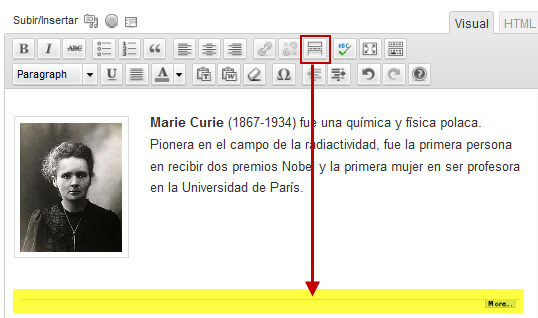 Subir/Insertar
Visual
HTML
B I ABC
ABC
Paragraph U A
T W Ω ?
Marie Curie (1867-1934) fue una química y física polaca.
Pionera en el campo de la radiactividad, fue la primera persona
en recibir dos premios Nobel y la primera mujer en ser profesora
en la Universidad de París.
More...